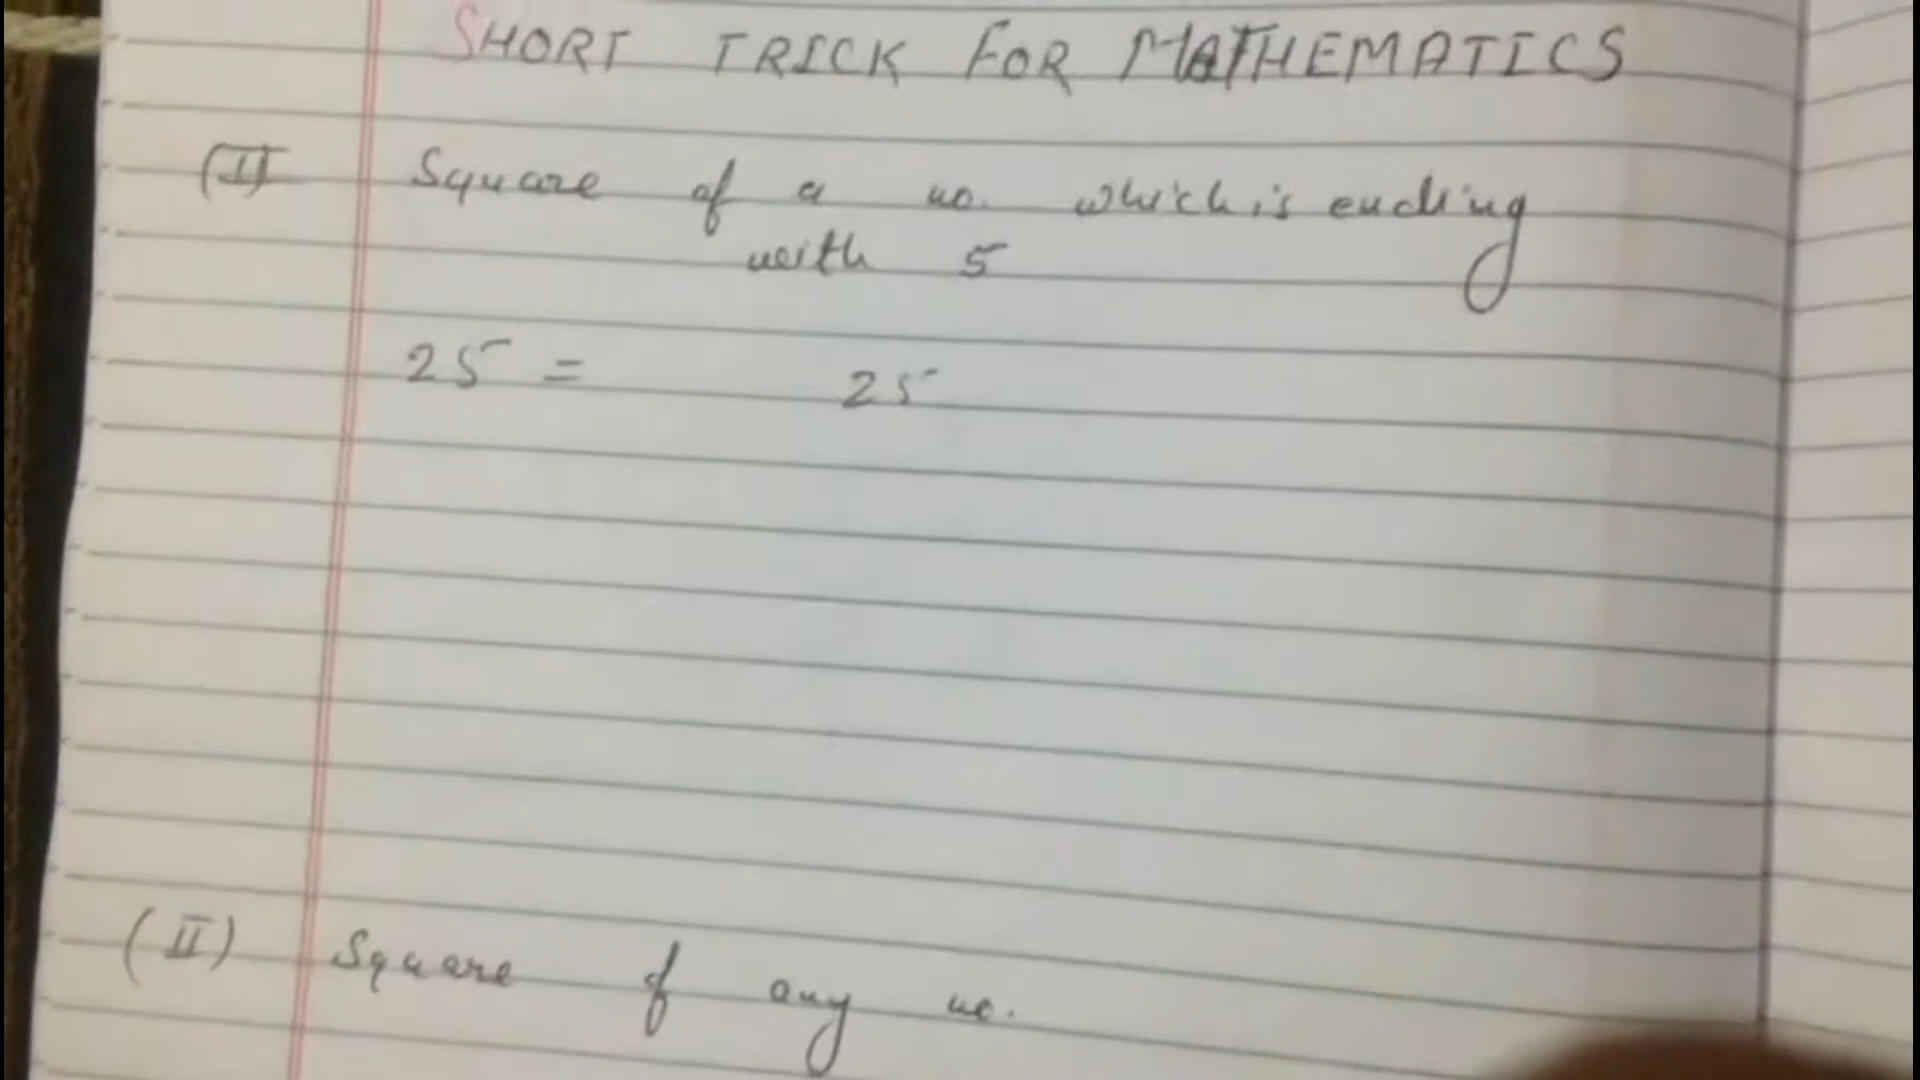 SHORT TRICK FOR MATHEMATICS
(I) Square of a no. which is ending
with 5
25 = 25
(II) Square of any no.